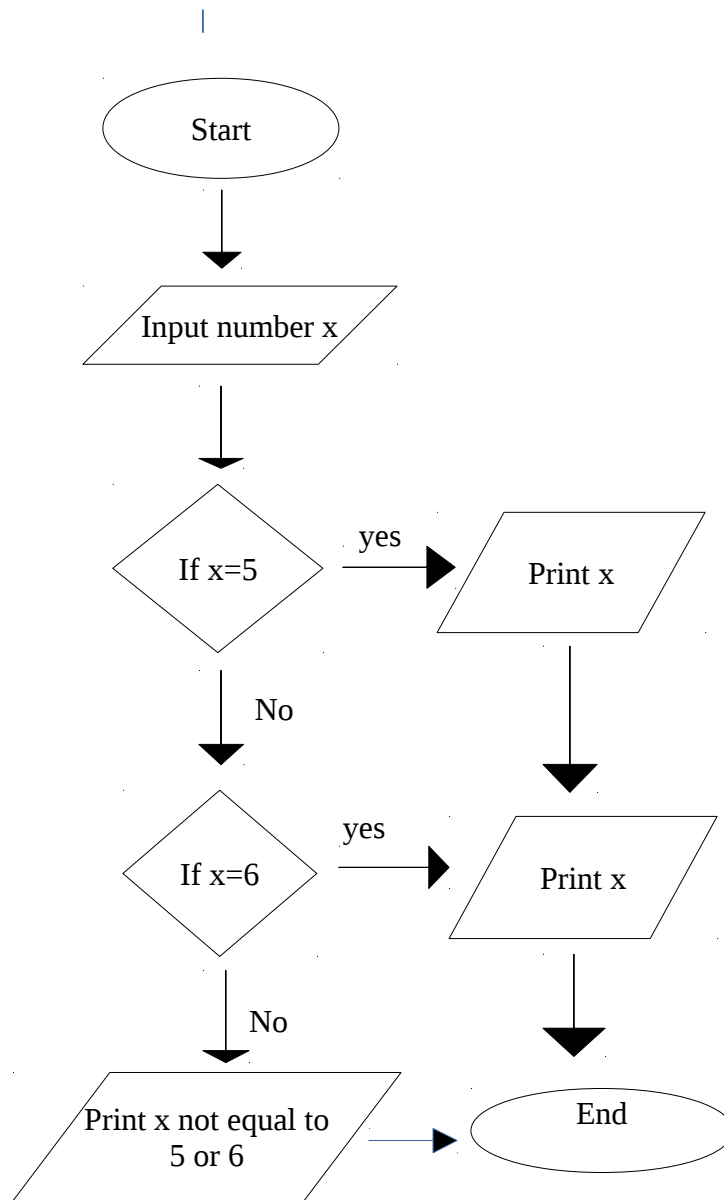 Start
Input number x
yes
If x=5
Print x
No
yes
If x=6
Print x
No
Print x not equal to
5 or 6
End